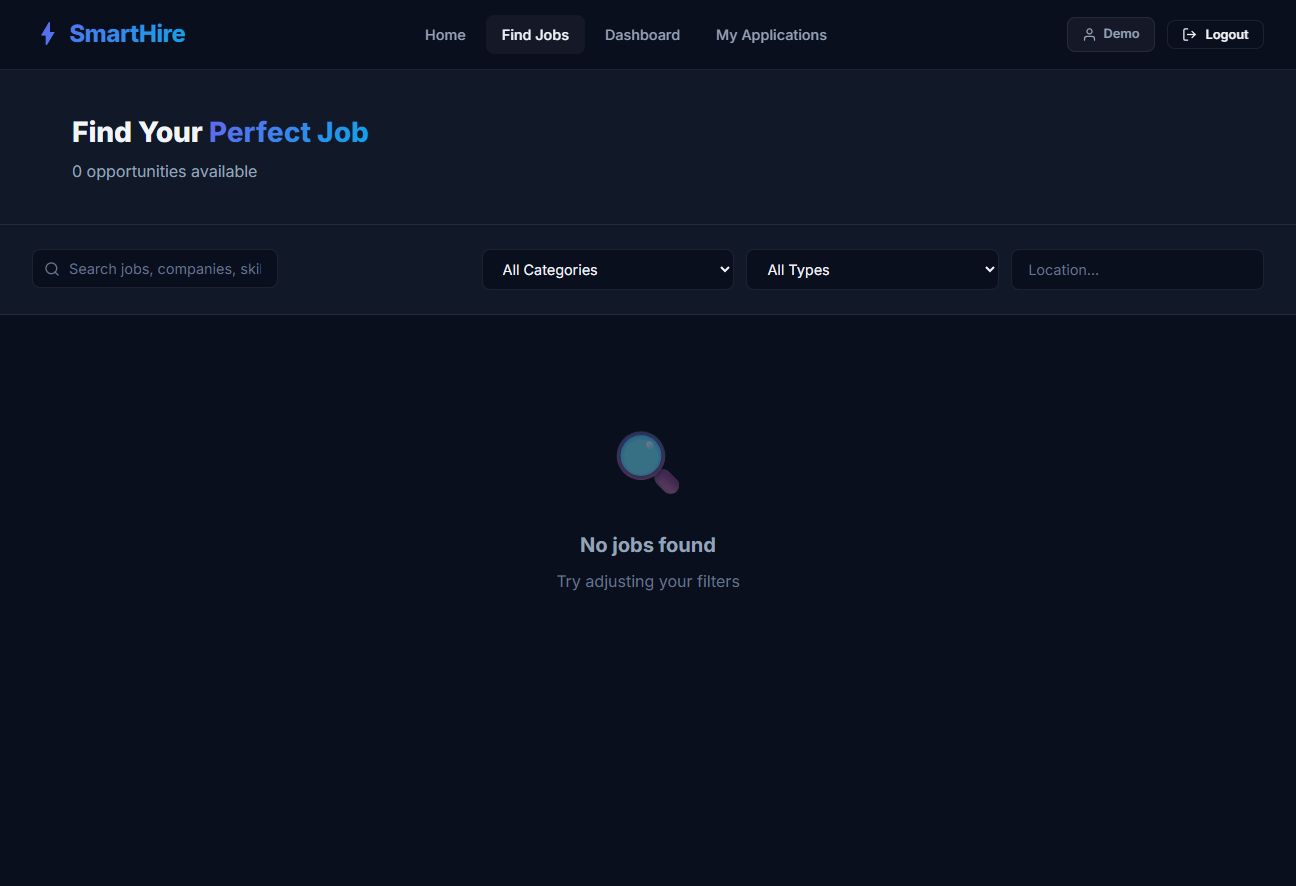 SmartHire
Home
Find Jobs
Dashboard
My Applications
Demo
Logout
Find Your Perfect Job
0 opportunities available
Search jobs, companies, skil
All Categories
All Types
Location...
No jobs found
Try adjusting your filters